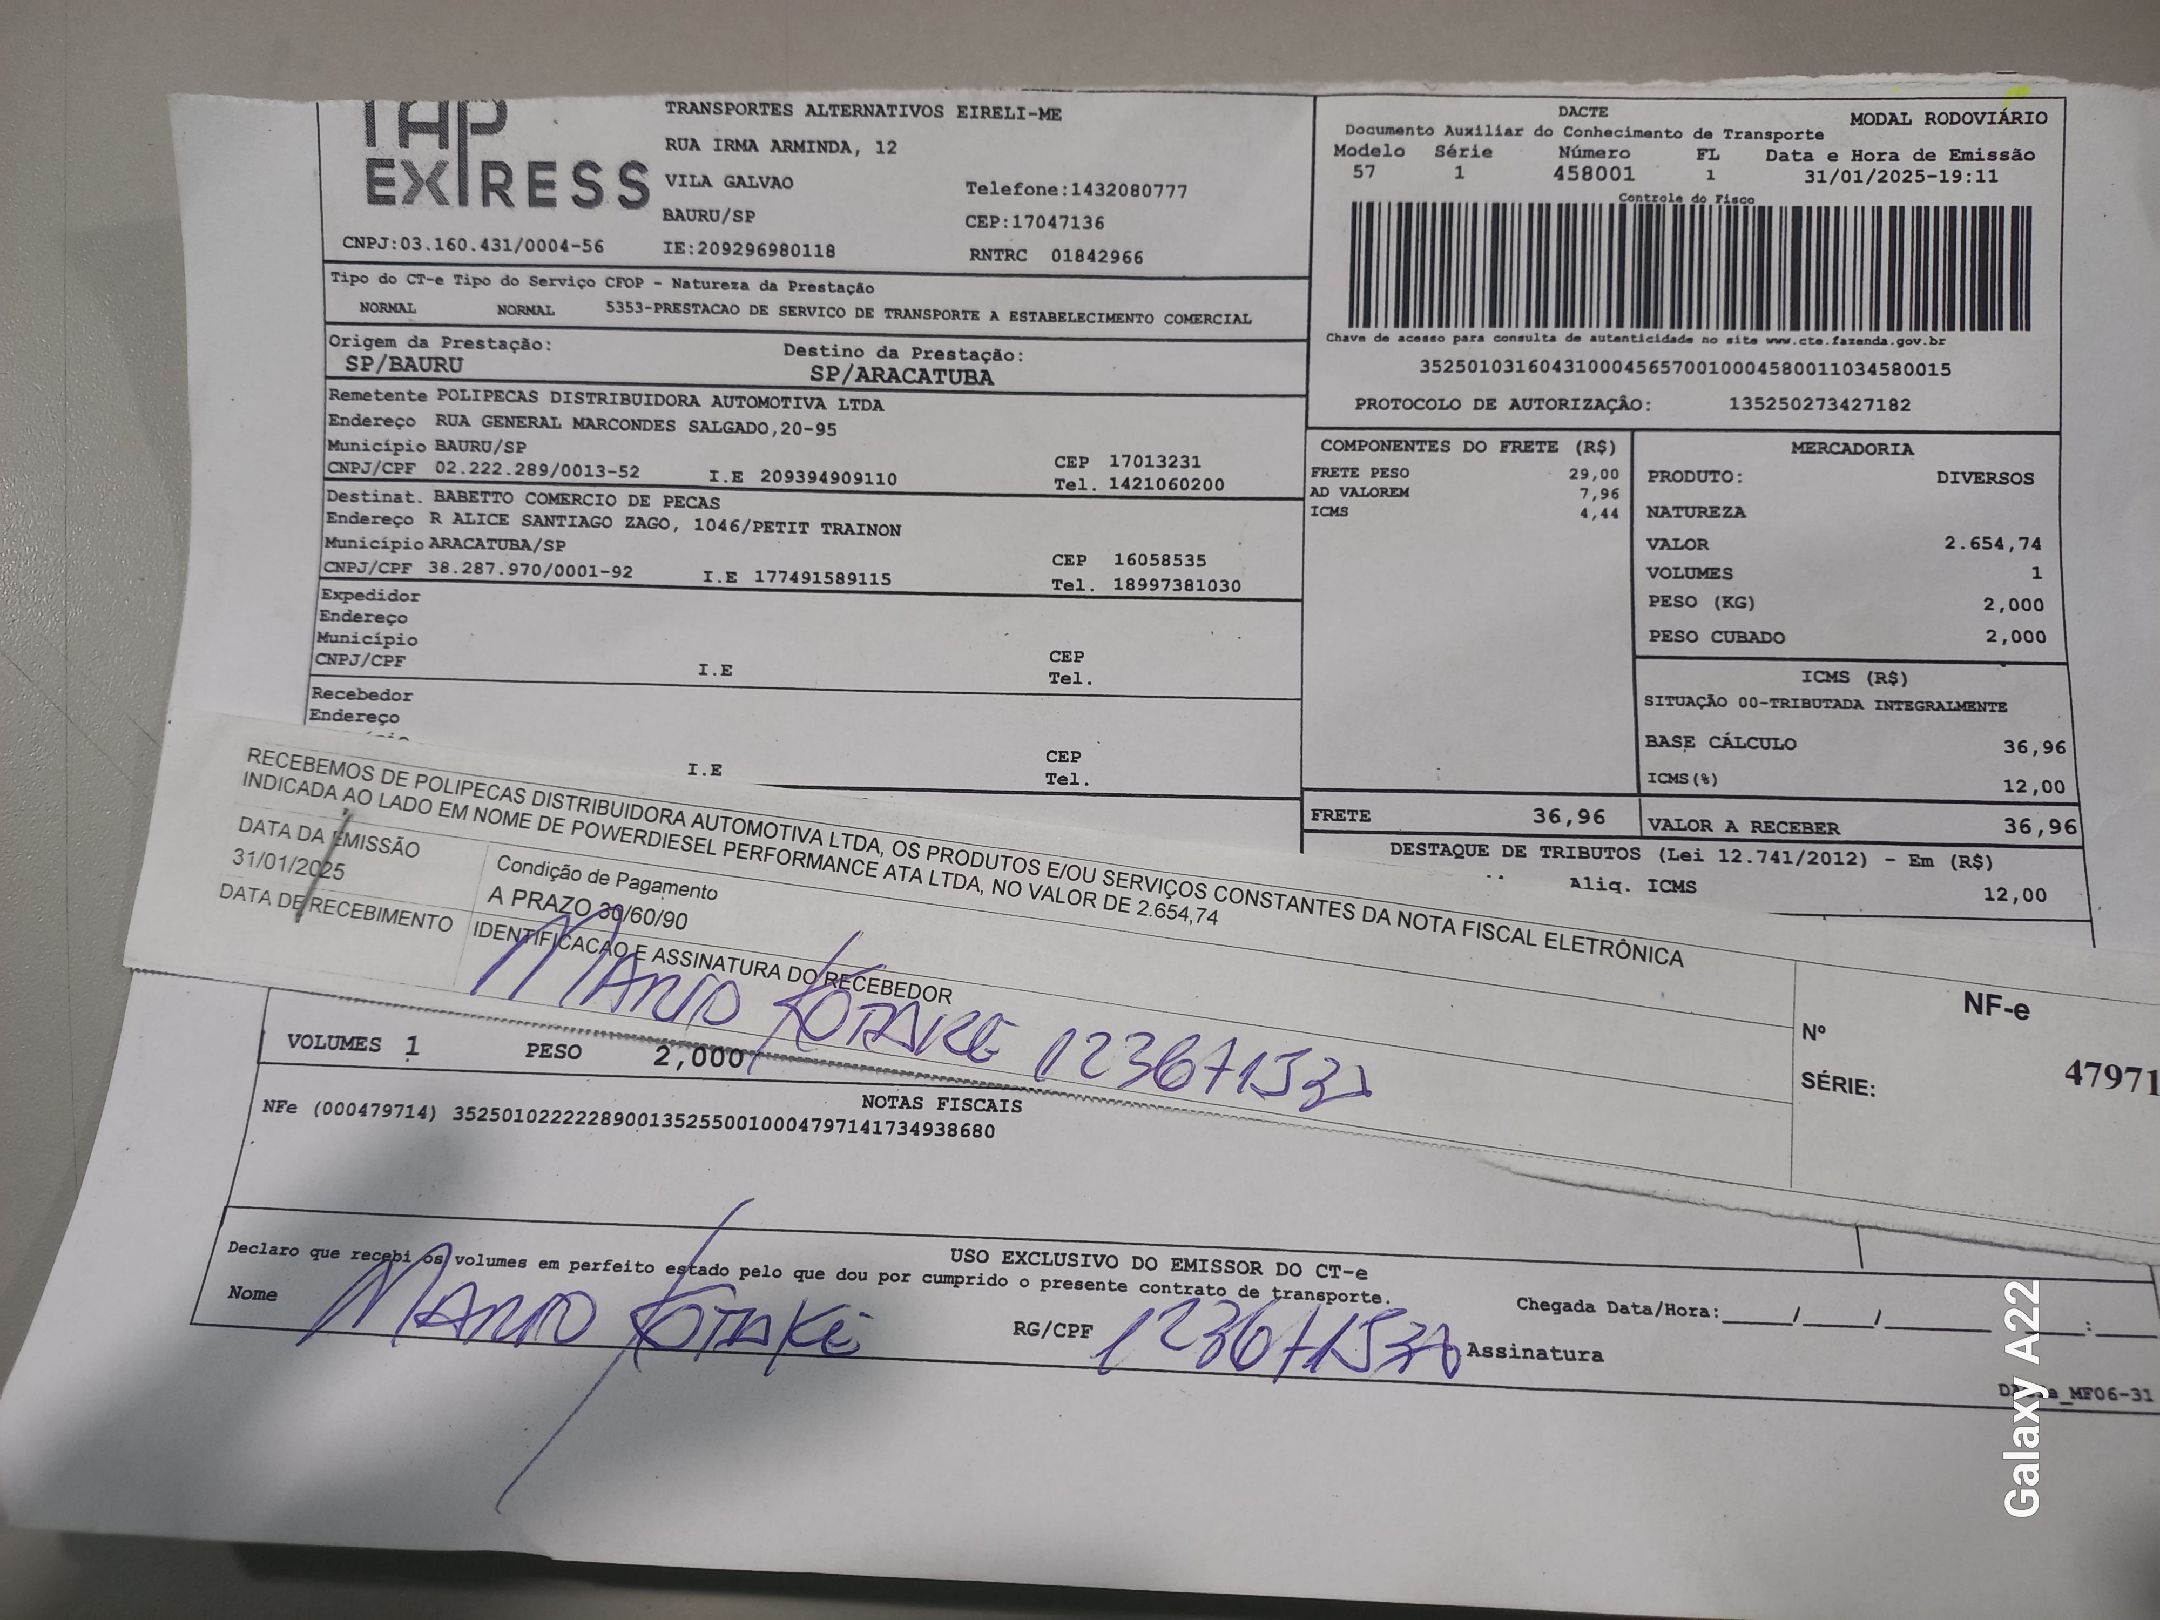 TAP
EXPRESS
TRANSPORTES ALTERNATIVOS EIRELI-ME
RUA IRMA ARMINDA, 12
VILA GALVAO
Telefone:1432080777
BAURU/SP
CEP:17047136
CNPJ:03.160.431/0004-56
IE:209296980118
RNTRC 01842966
DACTE
MODAL RODOVIÁRIO
Documento Auxiliar do Conhecimento de Transporte
Modelo Série Número FL Data e Hora de Emissão
57 1 458001 1 31/01/2025-19:11
Controle do Fisco
Chave de acesso para consulta de autenticidade no site www.cte.fazenda.gov.br
35250103160431000456570010004580011034580015
PROTOCOLO DE AUTORIZAÇÂO: 135250273427182
Tipo do CT-e Tipo do Serviço CFOP - Natureza da Prestação
NORMAL NORMAL 5353-PRESTACAO DE SERVICO DE TRANSPORTE A ESTABELECIMENTO COMERCIAL
Origem da Prestação: Destino da Prestação:
SP/BAURU SP/ARACATUBA
Remetente POLIPECAS DISTRIBUIDORA AUTOMOTIVA LTDA
Endereço RUA GENERAL MARCONDES SALGADO,20-95
Município BAURU/SP CEP 17013231
CNPJ/CPF 02.222.289/0013-52 I.E 209394909110 Tel. 1421060200
Destinat. BABETTO COMERCIO DE PECAS
Endereço R ALICE SANTIAGO ZAGO, 1046/PETIT TRAINON
Município ARACATUBA/SP CEP 16058535
CNPJ/CPF 38.287.970/0001-92 I.E 177491589115 Tel. 18997381030
Expedidor
Endereço
Município CEP
CNPJ/CPF I.E Tel.
Recebedor
Endereço
CEP
I.E Tel.
COMPONENTES DO FRETE (R$)
FRETE PESO 29,00
AD VALOREM 7,96
ICMS 4,44
MERCADORIA
PRODUTO: DIVERSOS
NATUREZA
VALOR 2.654,74
VOLUMES 1
PESO (KG) 2,000
PESO CUBADO 2,000
ICMS (R$)
SITUAÇÃO 00-TRIBUTADA INTEGRALMENTE
BASE CÁLCULO 36,96
ICMS(%) 12,00
FRETE 36,96 VALOR A RECEBER 36,96
DESTAQUE DE TRIBUTOS (Lei 12.741/2012) - Em (R$)
Aliq. ICMS 12,00
RECEBEMOS DE POLIPECAS DISTRIBUIDORA AUTOMOTIVA LTDA, OS PRODUTOS E/OU SERVIÇOS CONSTANTES DA NOTA FISCAL ELETRÔNICA
INDICADA AO LADO EM NOME DE POWERDIESEL PERFORMANCE ATA LTDA, NO VALOR DE 2.654,74
DATA DA EMISSÃO Condição de Pagamento
31/01/2025 A PRAZO 30/60/90
DATA DE RECEBIMENTO IDENTIFICACAO E ASSINATURA DO RECEBEDOR
NF-e
Nº
47971
SÉRIE:
VOLUMES 1 PESO 2,000
NOTAS FISCAIS
NFe (000479714) 35250102222289001352550010004797141734938680
USO EXCLUSIVO DO EMISSOR DO CT-e
Declaro que recebi os volumes em perfeito estado pelo que dou por cumprido o presente contrato de transporte.
Nome RG/CPF Assinatura
Chegada Data/Hora:____/____/______ ____:____
MF06-31
Galaxy A22